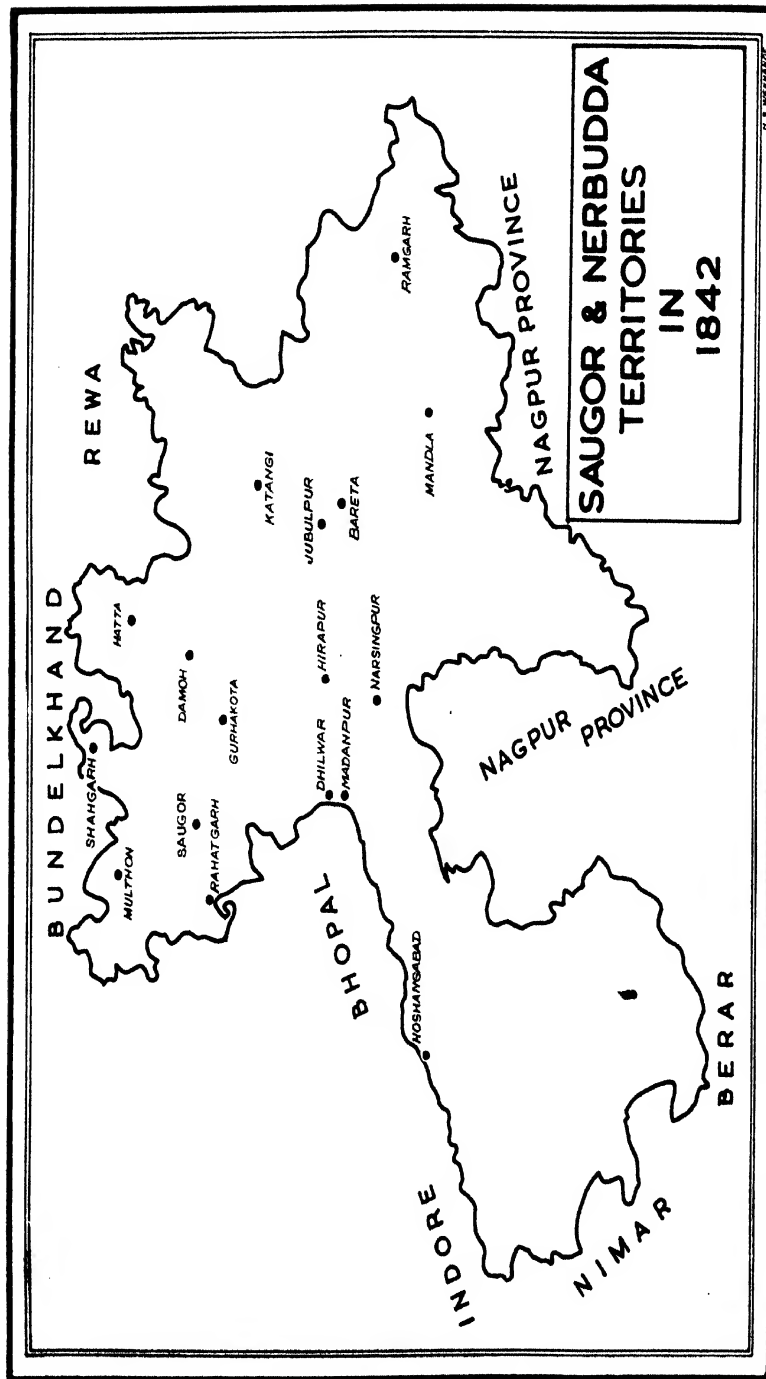 BUNDELKHAND
REWA
SHAHGARH
MULTHON
HATTA
SAUGOR
DAMOH
RAHATGARH
GURHAKOTA
KATANGI
JUBULPUR
BARETA
HIRAPUR
DHILWAR
MADANPUR
NARSINGPUR
RAMGARH
MANDLA
BHOPAL
HOSHANGABAD
INDORE
NIMAR
BERAR
NAGPUR PROVINCE
NAGPUR PROVINCE
SAUGOR & NERBUDDA
TERRITORIES
IN
1842